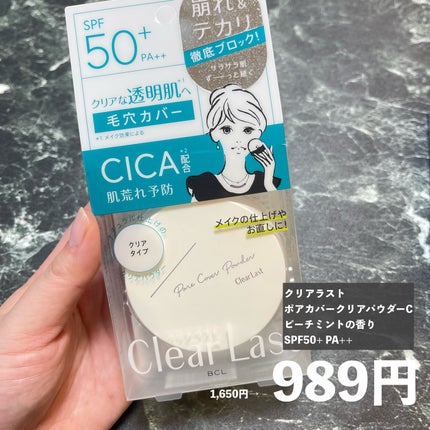 SPF
50+
PA++
崩れ&
テカリ
徹底ブロック!
サラサラ肌
ずーーっと続く
クリアな透明肌へ*1
毛穴カバー
*1 メイク効果による
CICA*2
配合
肌荒れ予防
メイクの仕上げや
お直しに!
クリア
タイプ
Pore Cover Powder
ClearLast
Clear Last
BCL
クリアラスト
ポアカバークリアパウダーC
ピーチミントの香り
SPF50+ PA++
1,650円→
989円